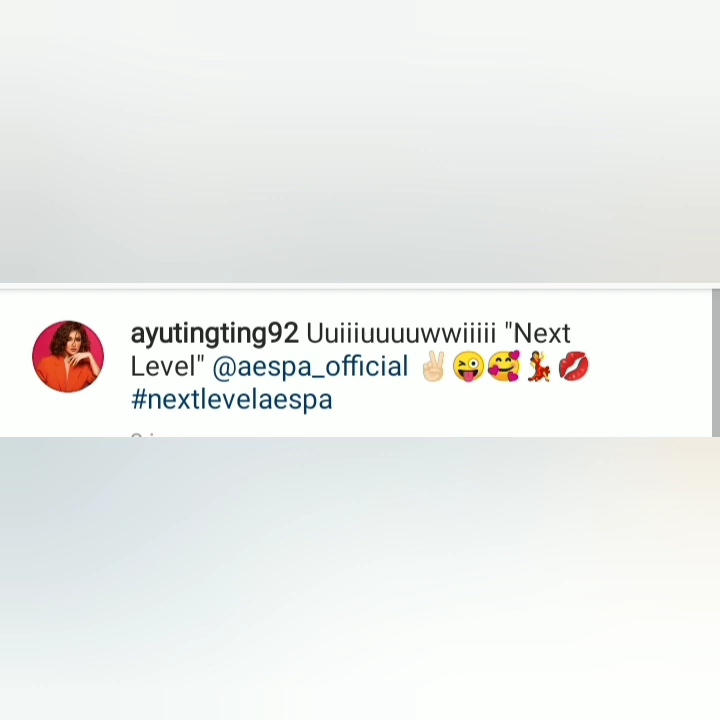 ayutingting92 Uuiiiuuuuwwiiiii "Next
Level" @aespa_official ✌🏻😜🥰💃💋
#nextlevelaespa